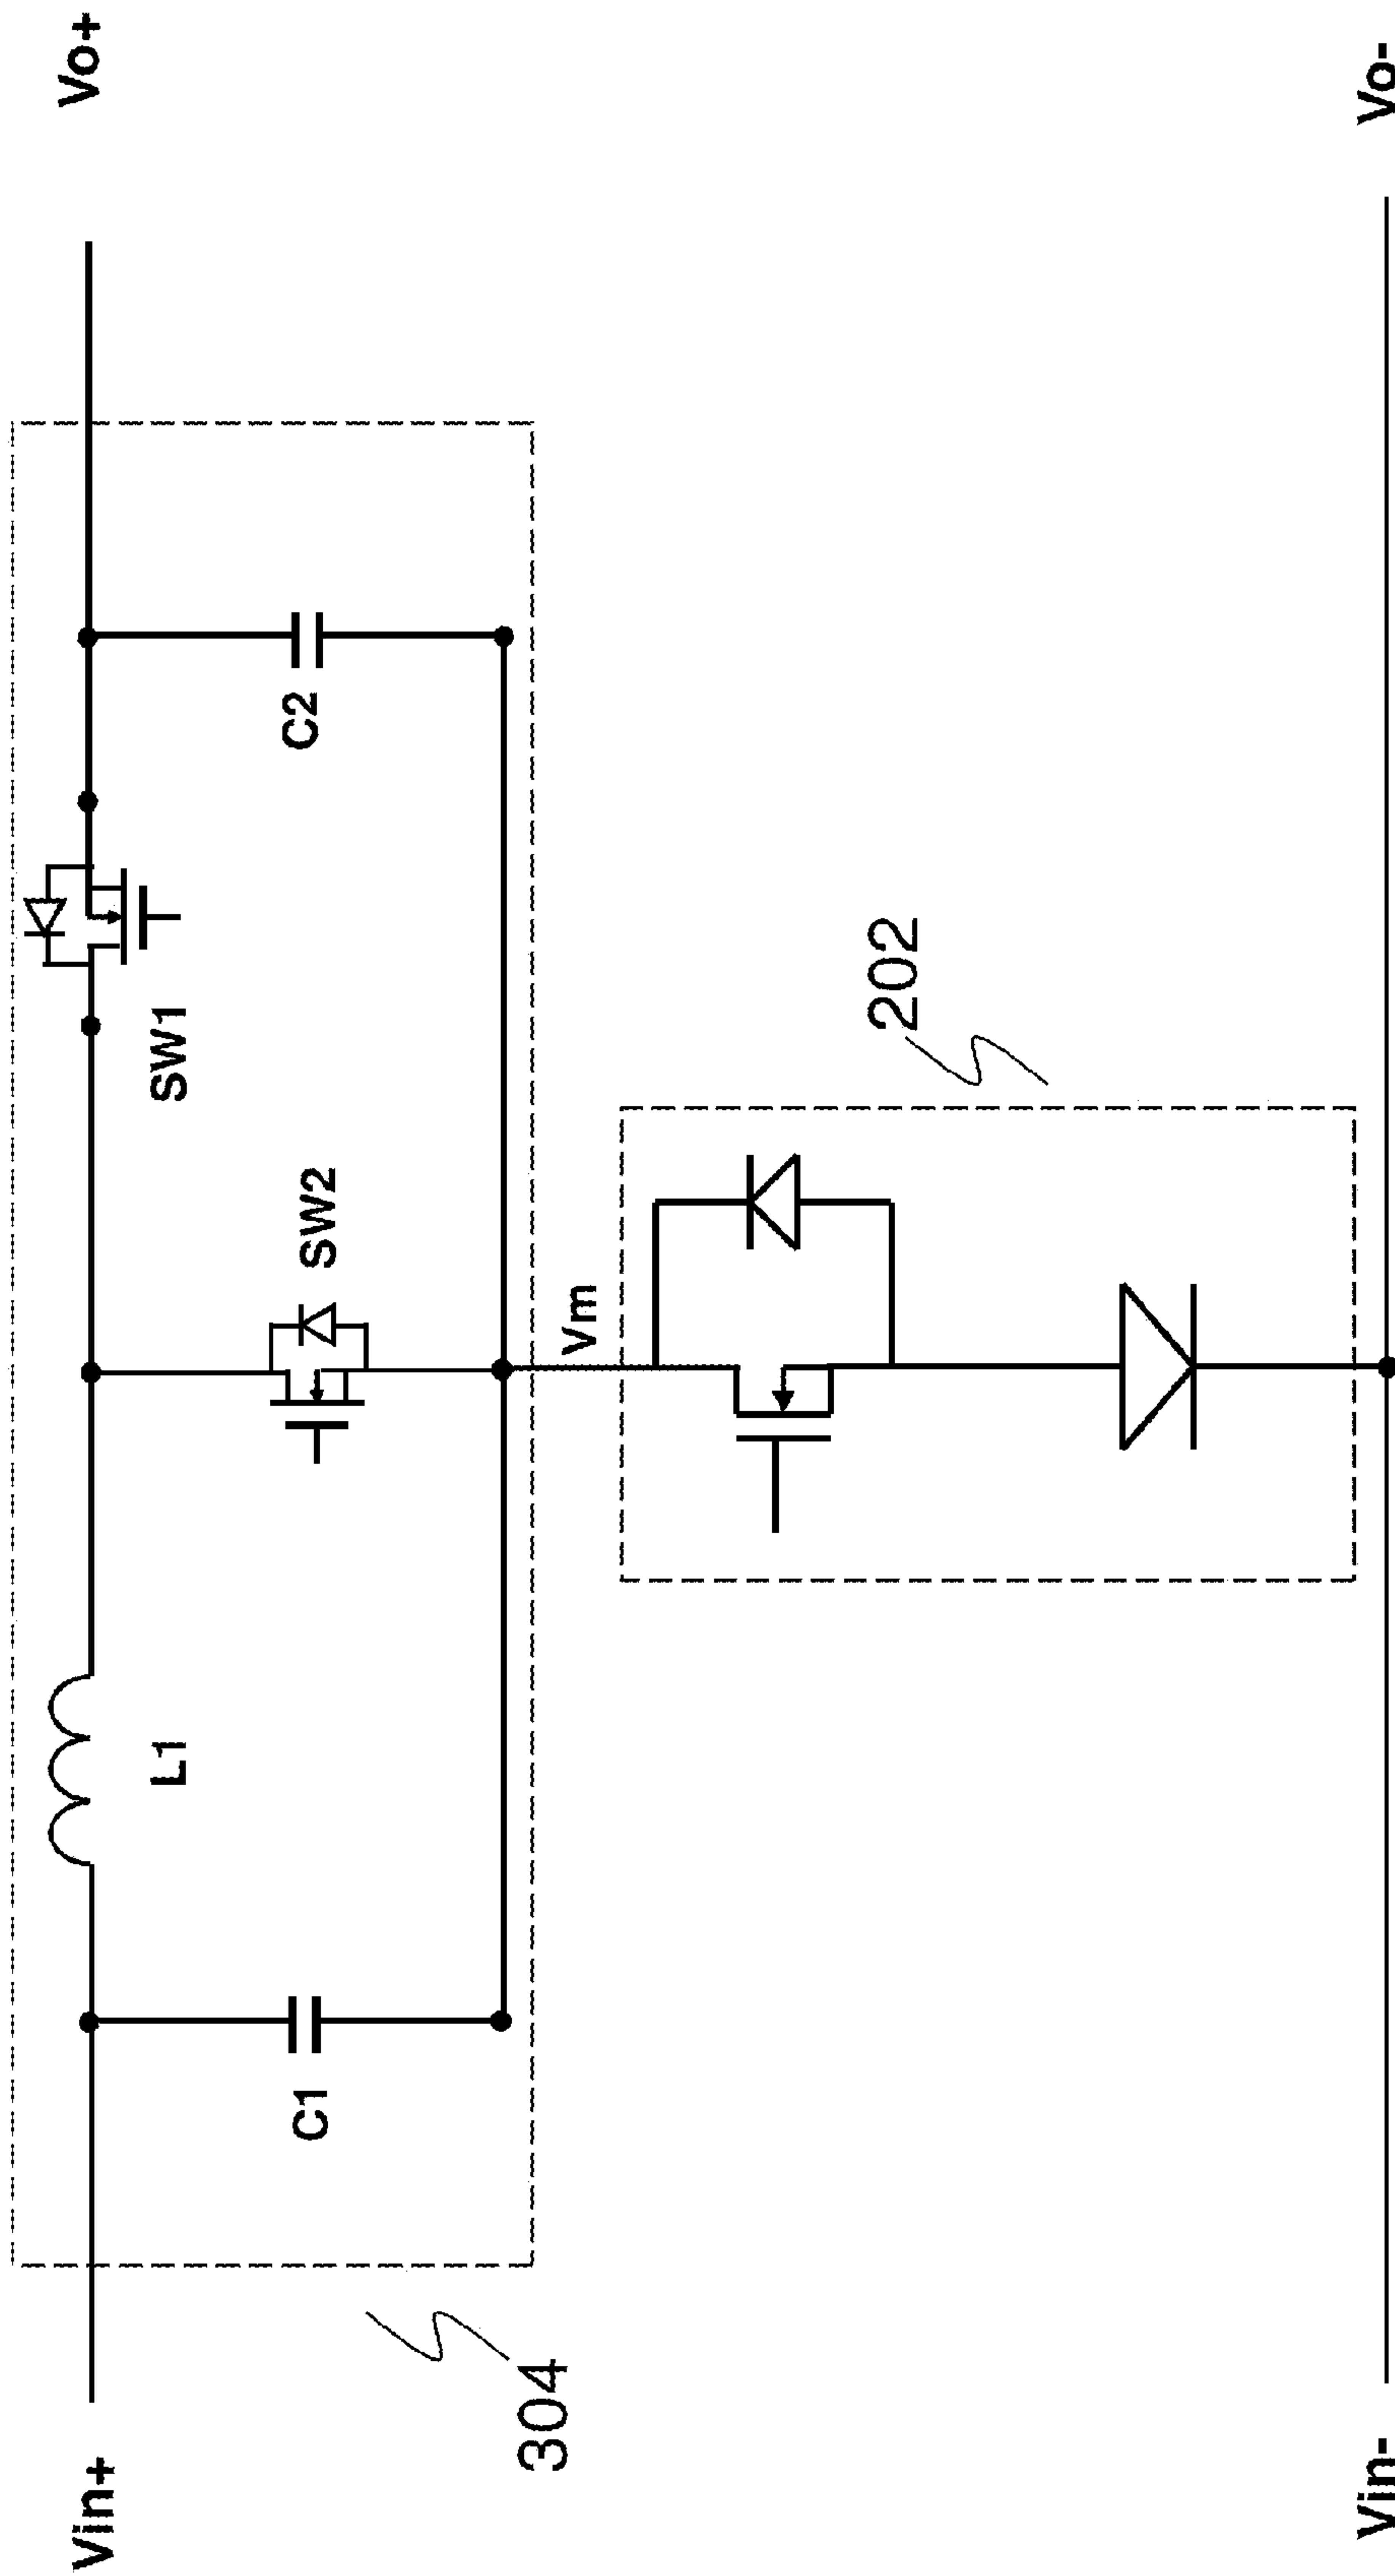 Vin+
Vo+
L1
SW1
C1
SW2
C2
304
Vm
202
Vin-
Vo-